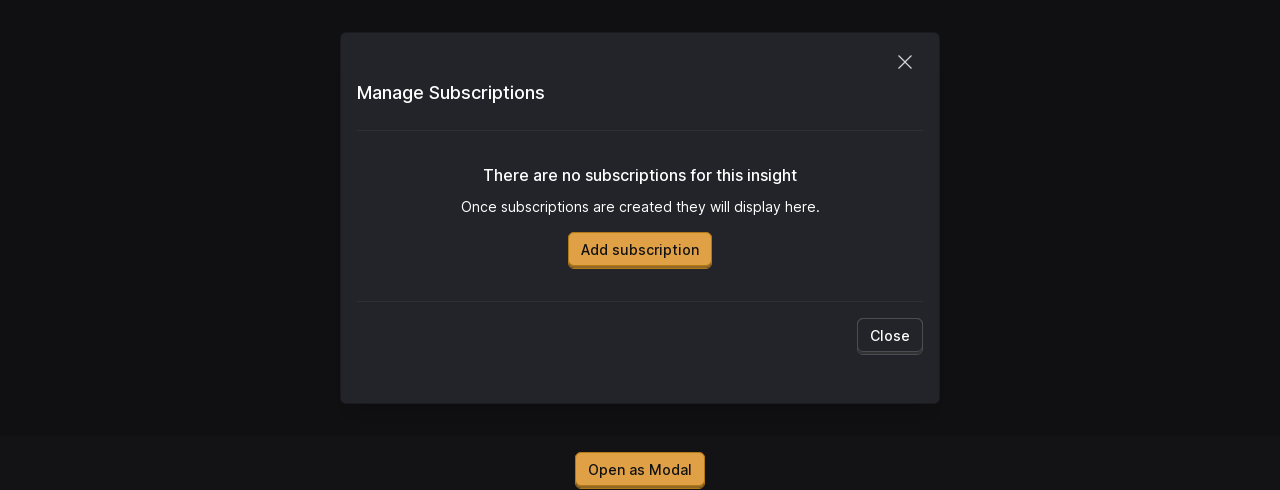 Manage Subscriptions
There are no subscriptions for this insight
Once subscriptions are created they will display here.
Add subscription
Close
Open as Modal